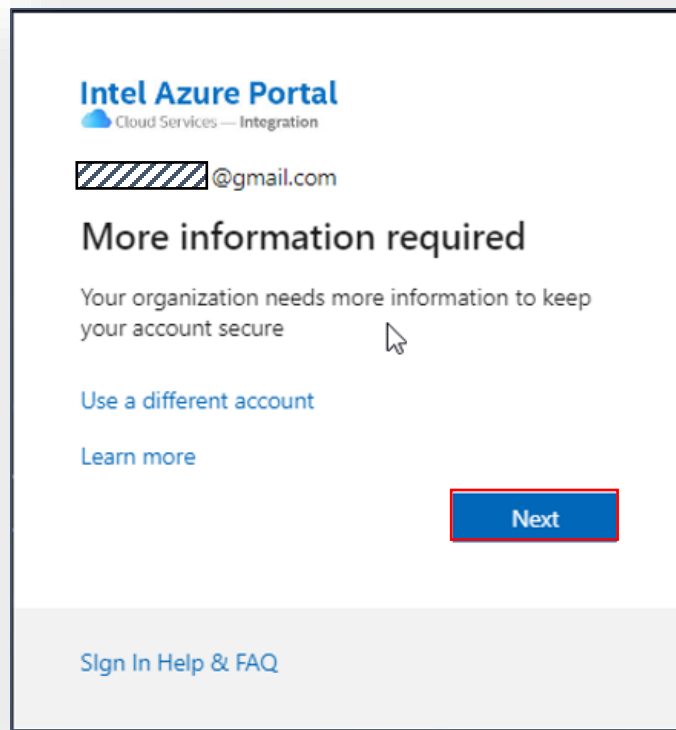 Intel Azure Portal
Cloud Services — Integration
@gmail.com
More information required
Your organization needs more information to keep
your account secure
Use a different account
Learn more
Next
SIgn In Help & FAQ